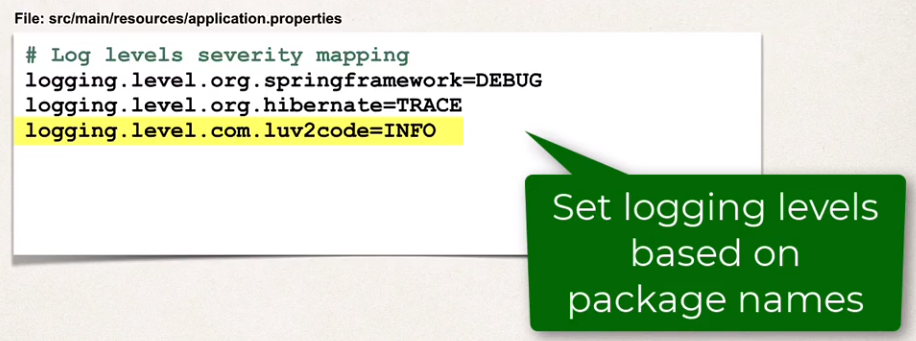 File: src/main/resources/application.properties
# Log levels severity mapping
logging.level.org.springframework=DEBUG
logging.level.org.hibernate=TRACE
logging.level.com.luv2code=INFO
Set logging levels
based on
package names